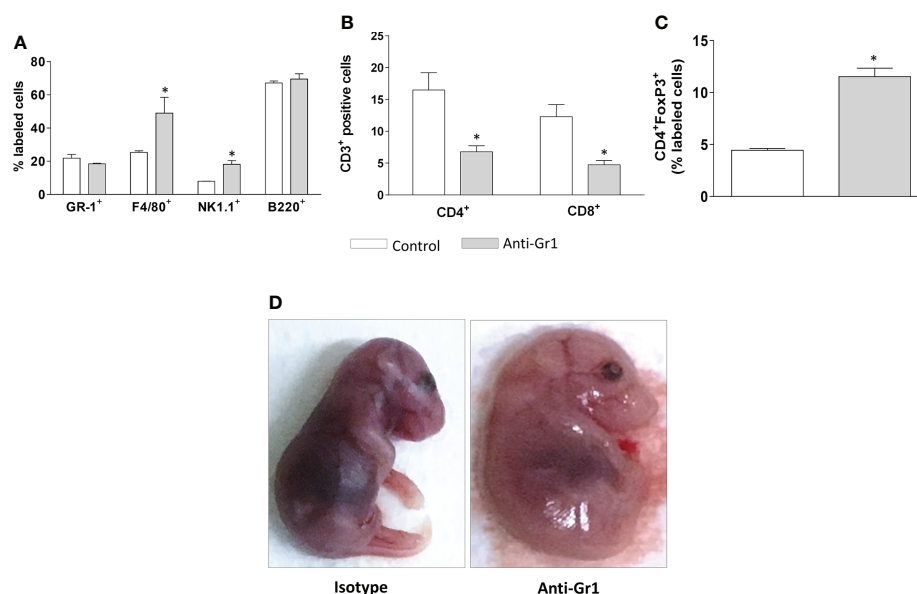 A
% labeled cells
80
60
40
20
0
GR-1⁺ F4/80⁺ NK1.1⁺ B220⁺
* *
B
CD3⁺ positive cells
25
20
15
10
5
0
CD4⁺ CD8⁺
* *
C
CD4⁺FoxP3⁺
(% labeled cells)
15
10
5
0
*
Control Anti-Gr1
D
Isotype Anti-Gr1